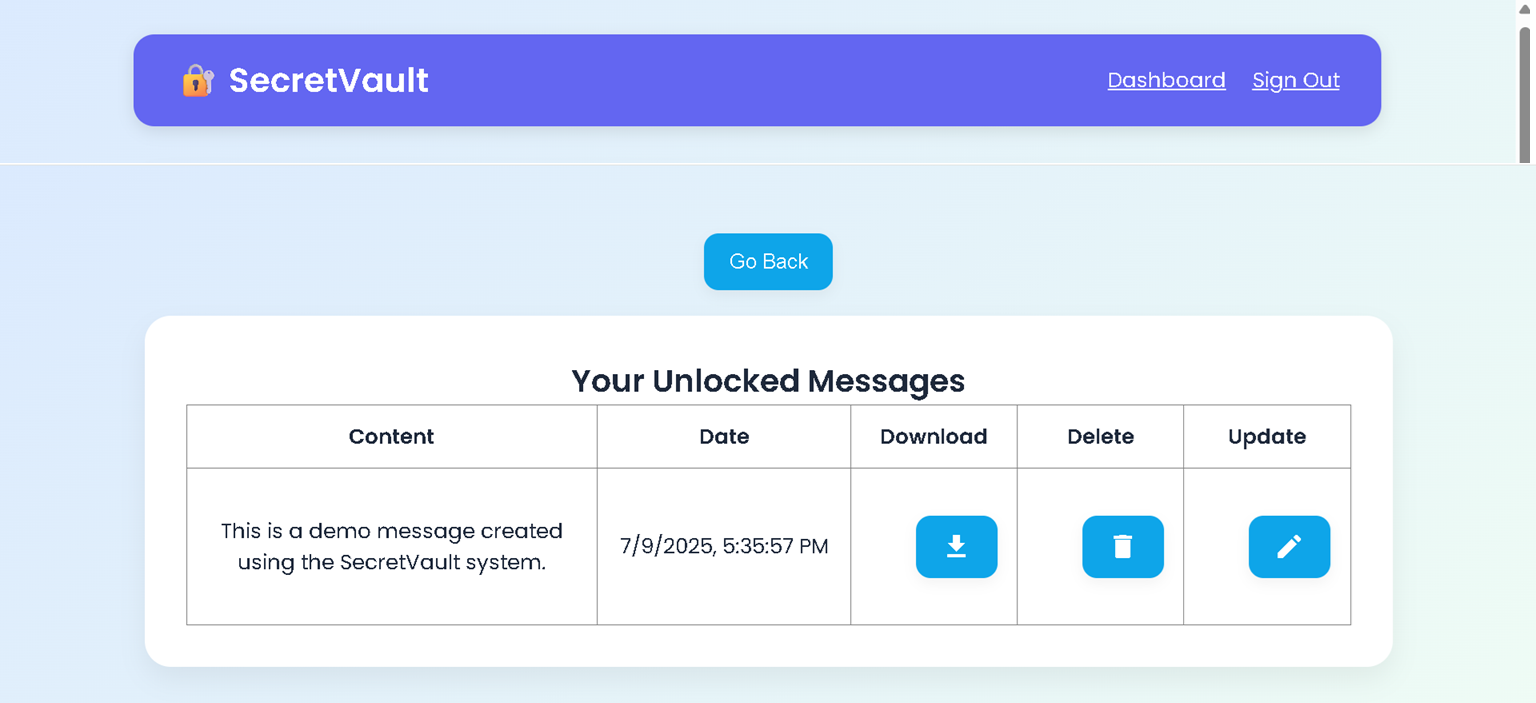 SecretVault
Dashboard
Sign Out
Go Back
Your Unlocked Messages
Content
Date
Download
Delete
Update
This is a demo message created
using the SecretVault system.
7/9/2025, 5:35:57 PM